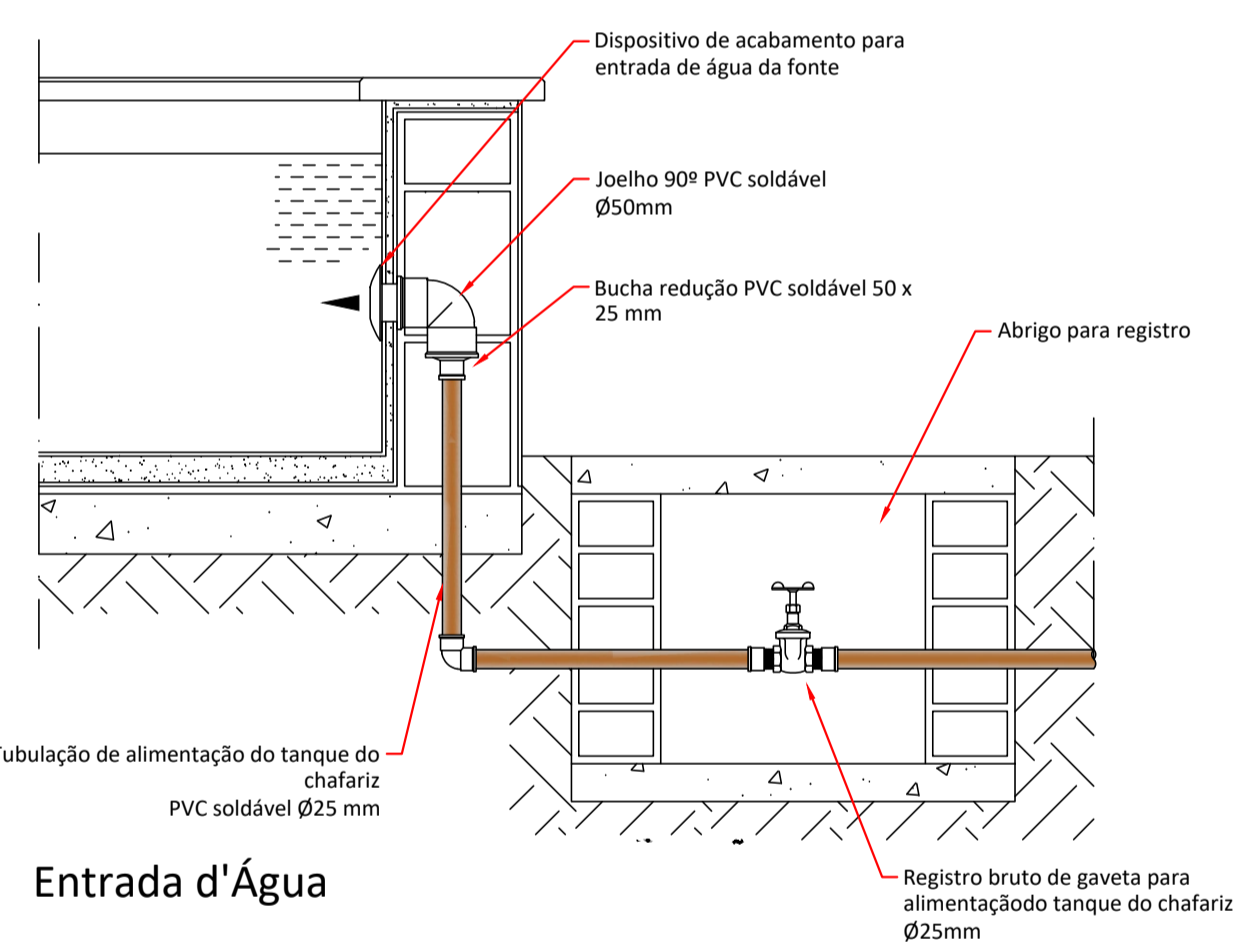 Dispositivo de acabamento para
entrada de água da fonte
Joelho 90º PVC soldável
Ø50mm
Bucha redução PVC soldável 50 x
25 mm
Abrigo para registro
Tubulação de alimentação do tanque do
chafariz
PVC soldável Ø25 mm
Entrada d'Água
Registro bruto de gaveta para
alimentaçãodo tanque do chafariz
Ø25mm